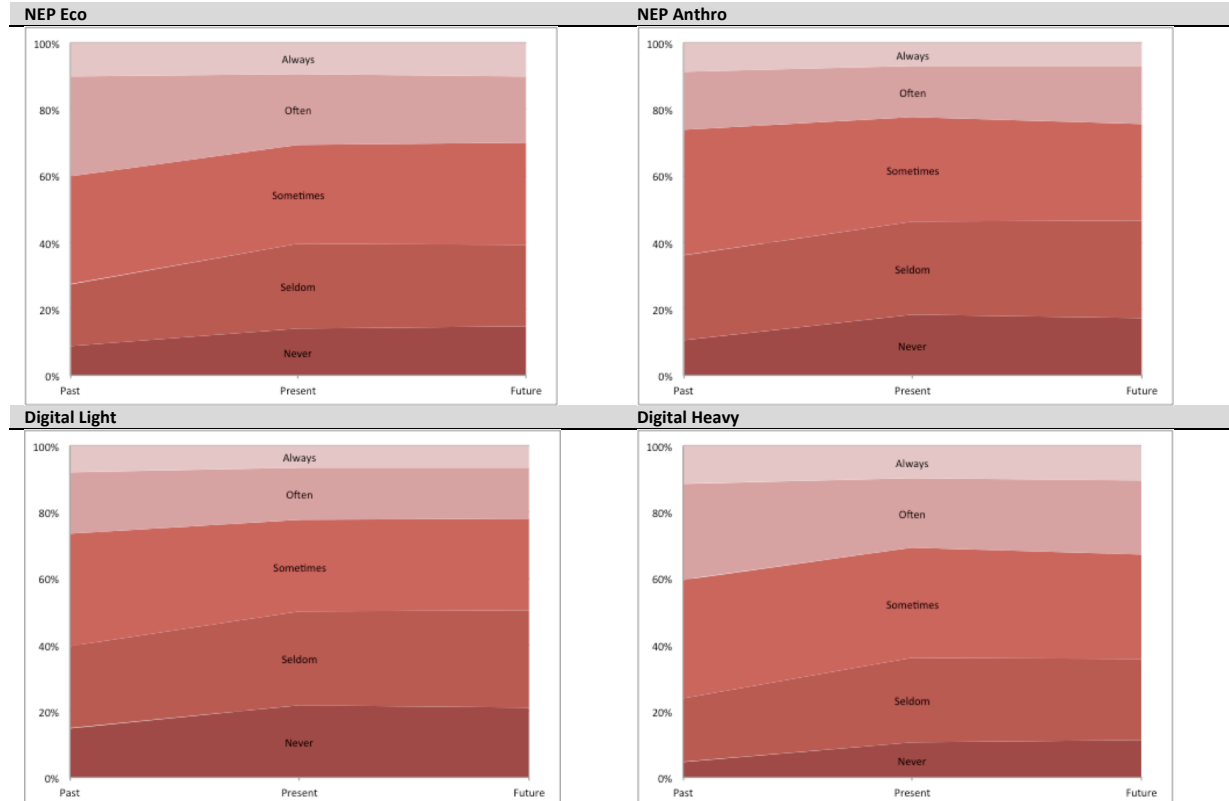 NEP Eco
NEP Anthro
100%
80%
60%
40%
20%
0%
Always
Often
Sometimes
Seldom
Never
Past
Present
Future
100%
80%
60%
40%
20%
0%
Always
Often
Sometimes
Seldom
Never
Past
Present
Future
Digital Light
Digital Heavy
100%
80%
60%
40%
20%
0%
Always
Often
Sometimes
Seldom
Never
Past
Present
Future
100%
80%
60%
40%
20%
0%
Always
Often
Sometimes
Seldom
Never
Past
Present
Future